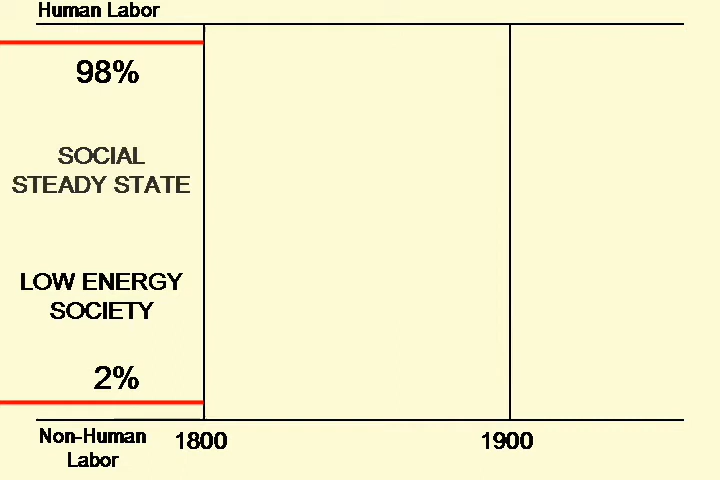 Human Labor
98%
SOCIAL
STEADY STATE
LOW ENERGY
SOCIETY
2%
Non-Human
Labor
1800
1900